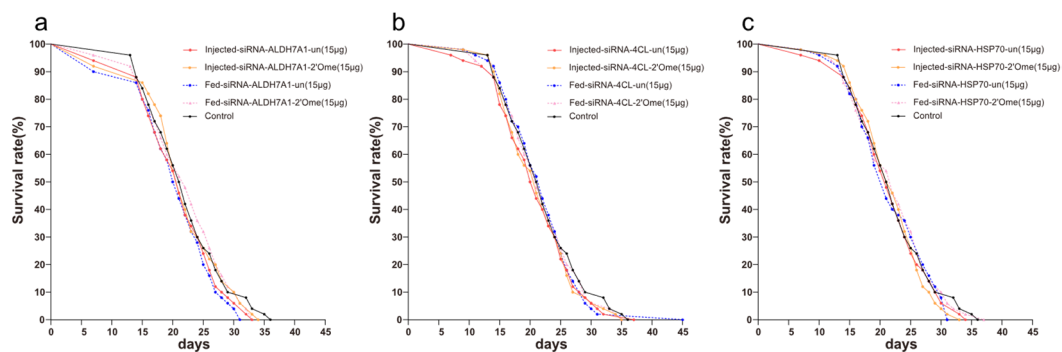 a
Injected-siRNA-ALDH7A1-un(15μg)
Injected-siRNA-ALDH7A1-2'Ome(15μg)
Fed-siRNA-ALDH7A1-un(15μg)
Fed-siRNA-ALDH7A1-2'Ome(15μg)
Control
Survival rate(%)
100
90
80
70
60
50
40
30
20
10
0
0 5 10 15 20 25 30 35 40 45
days
b
Injected-siRNA-4CL-un(15μg)
Injected-siRNA-4CL-2'Ome(15μg)
Fed-siRNA-4CL-un(15μg)
Fed-siRNA-4CL-2'Ome(15μg)
Control
Survival rate(%)
100
90
80
70
60
50
40
30
20
10
0
0 5 10 15 20 25 30 35 40 45
days
c
Injected-siRNA-HSP70-un(15μg)
Injected-siRNA-HSP70-2'Ome(15μg)
Fed-siRNA-HSP70-un(15μg)
Fed-siRNA-HSP70-2'Ome(15μg)
Control
Survival rate(%)
100
90
80
70
60
50
40
30
20
10
0
0 5 10 15 20 25 30 35 40 45
days